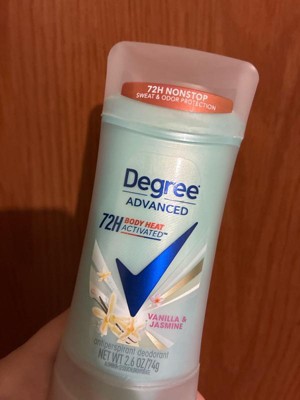 72H NONSTOP
SWEAT & ODOR PROTECTION
Degree
ADVANCED
72H BODY HEAT
ACTIVATED™
VANILLA &
JASMINE
antiperspirant deodorant
NET WT 2.6 OZ/74g